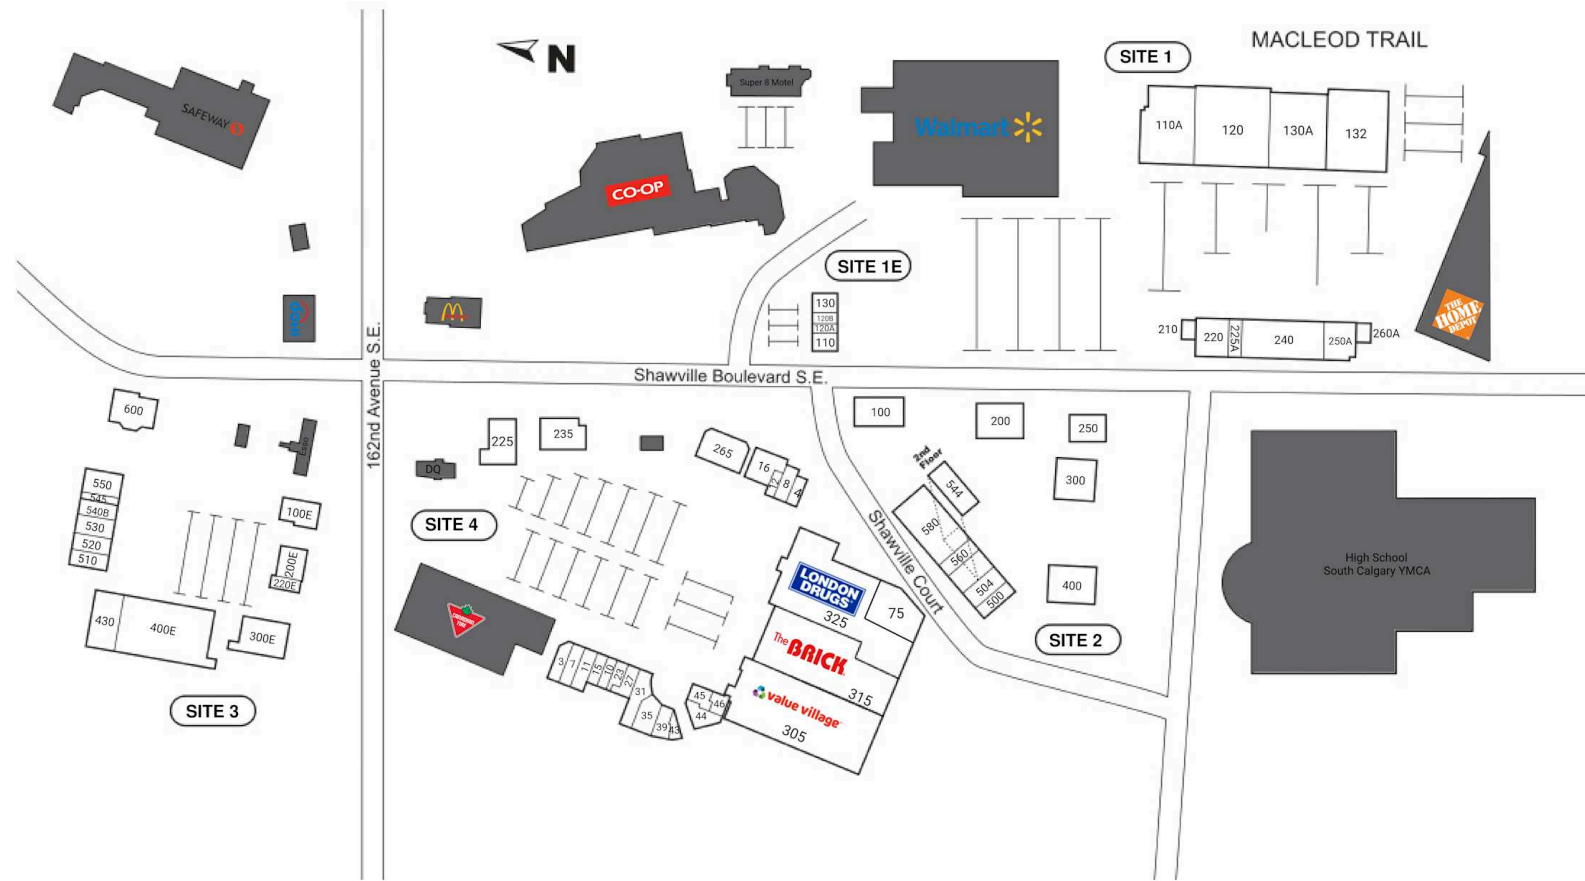 MACLEOD TRAIL
SITE 1
N
Super 8 Motel
SAFEWAY
Walmart
110A
120
130A
132
CO-OP
SITE 1E
130
120B
120A
110
THE
HOME
DEPOT
210
220
225A
240
250A
260A
IHOP
162nd Avenue S.E.
Shawville Boulevard S.E.
600
Esso
DQ
225
235
265
16
12
8
4
100
200
250
2nd
Floor
544
300
580
560
504
500
400
Shawville Court
SITE 2
High School
South Calgary YMCA
550
545
540B
530
520
510
100E
200E
220E
430
400E
300E
SITE 3
SITE 4
CANADIAN
TIRE
LONDON
DRUGS
325
75
The
BRICK
315
value village
305
3
7
11
15
10
23
27
31
35
39
43
45
46
44